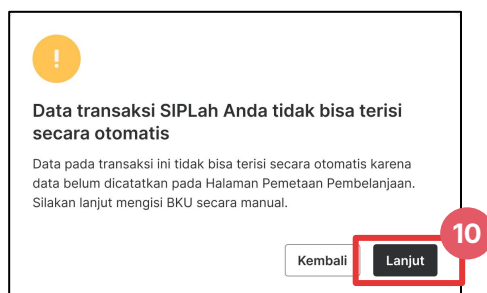 !
Data transaksi SIPLah Anda tidak bisa terisi
secara otomatis
Data pada transaksi ini tidak bisa terisi secara otomatis karena
data belum dicatatkan pada Halaman Pemetaan Pembelanjaan.
Silakan lanjut mengisi BKU secara manual.
10
Kembali Lanjut